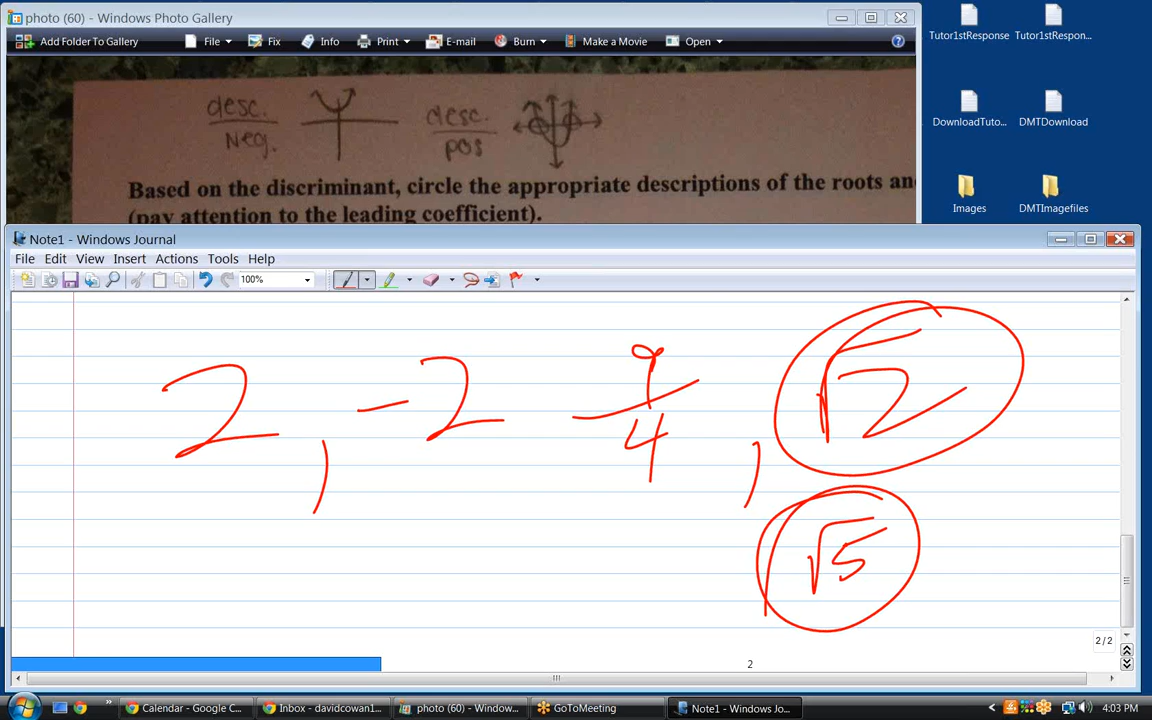 photo (60) - Windows Photo Gallery
Add Folder To Gallery File Fix Info Print E-mail Burn Make a Movie Open
Tutor1stResponse Tutor1stRespon...
DownloadTuto... DMTDownload
Images DMTImagefiles
desc. desc.
Neg. pos
Based on the discriminant, circle the appropriate descriptions of the roots an
(pay attention to the leading coefficient).
Note1 - Windows Journal
File Edit View Insert Actions Tools Help
100%
2, -2 9/4, √2
√5
2/2
2
Calendar - Google C... Inbox - davidcowan1... photo (60) - Window... GoToMeeting Note1 - Windows Jo... 4:03 PM